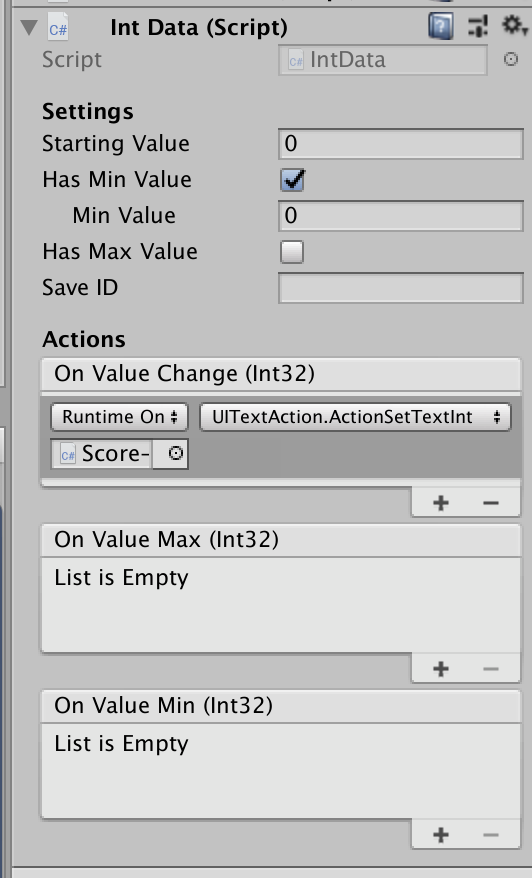 C# Int Data (Script)
Script C# IntData
Settings
Starting Value 0
Has Min Value
Min Value 0
Has Max Value
Save ID
Actions
On Value Change (Int32)
Runtime On UITextAction.ActionSetTextInt
C# Score-
+ −
On Value Max (Int32)
List is Empty
+ −
On Value Min (Int32)
List is Empty
+ −